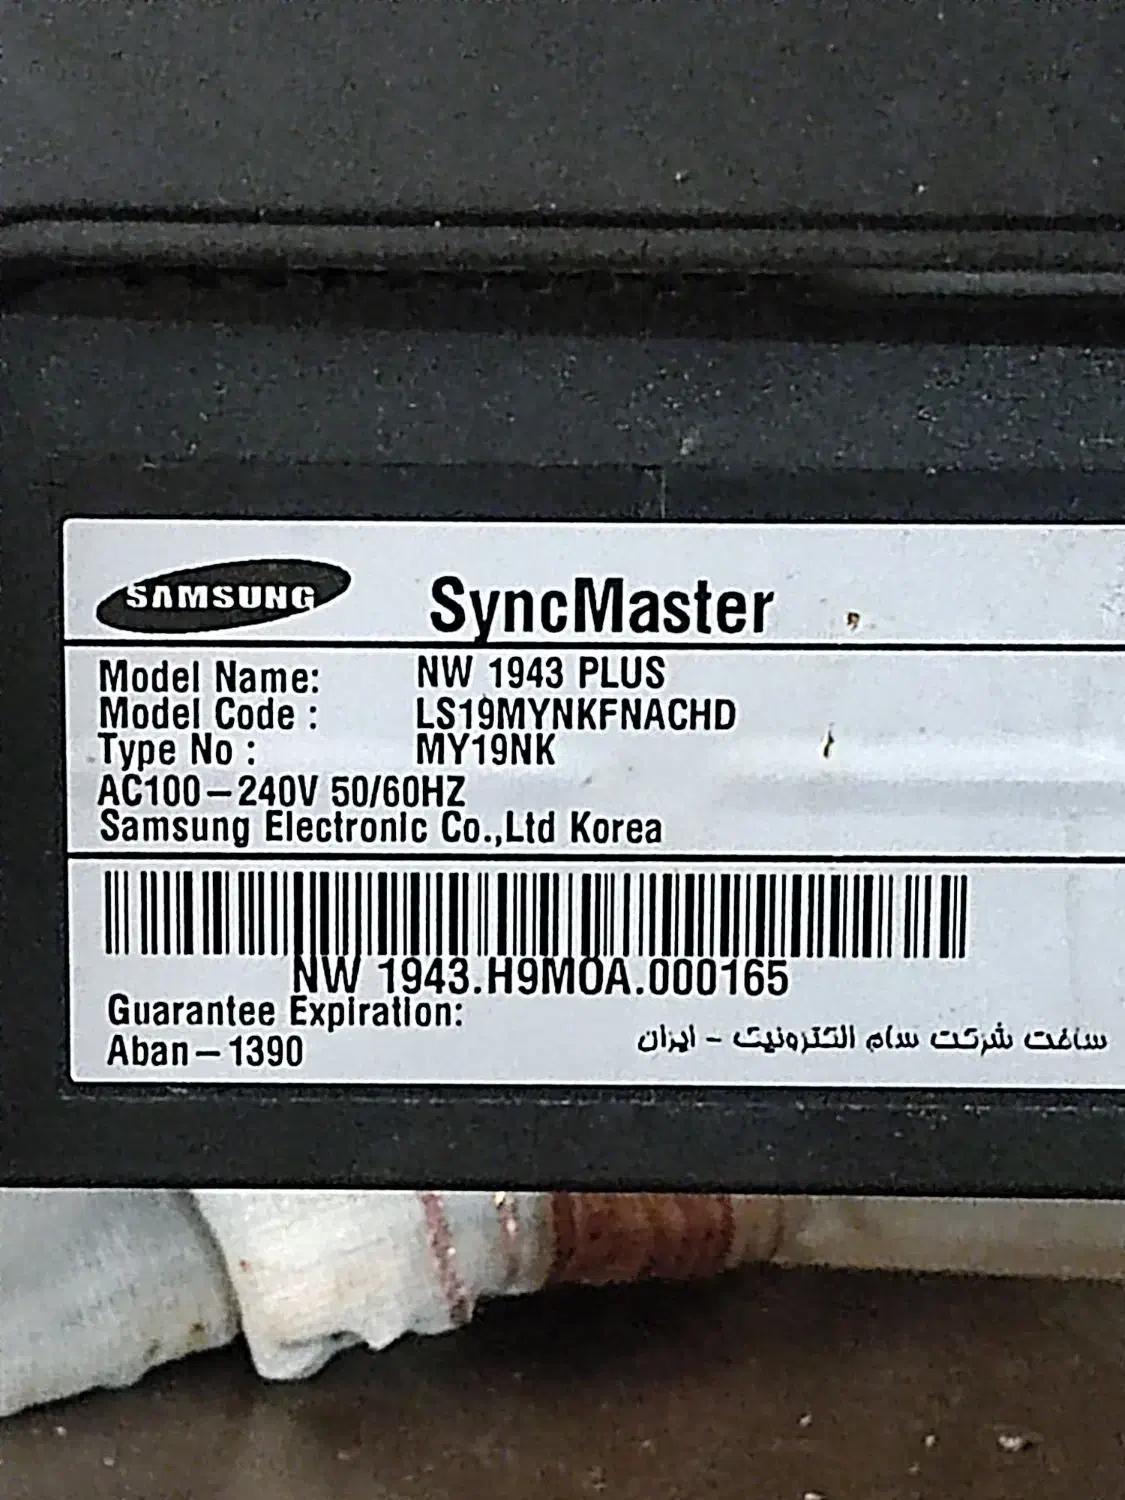 SAMSUNG SyncMaster
Model Name: NW 1943 PLUS
Model Code : LS19MYNKFNACHD
Type No : MY19NK
AC100-240V 50/60HZ
Samsung Electronic Co.,Ltd Korea
NW 1943.H9MOA.000165
Guarantee Expiration:
Aban-1390
ساخت شرکت سام الکترونیک - ایران